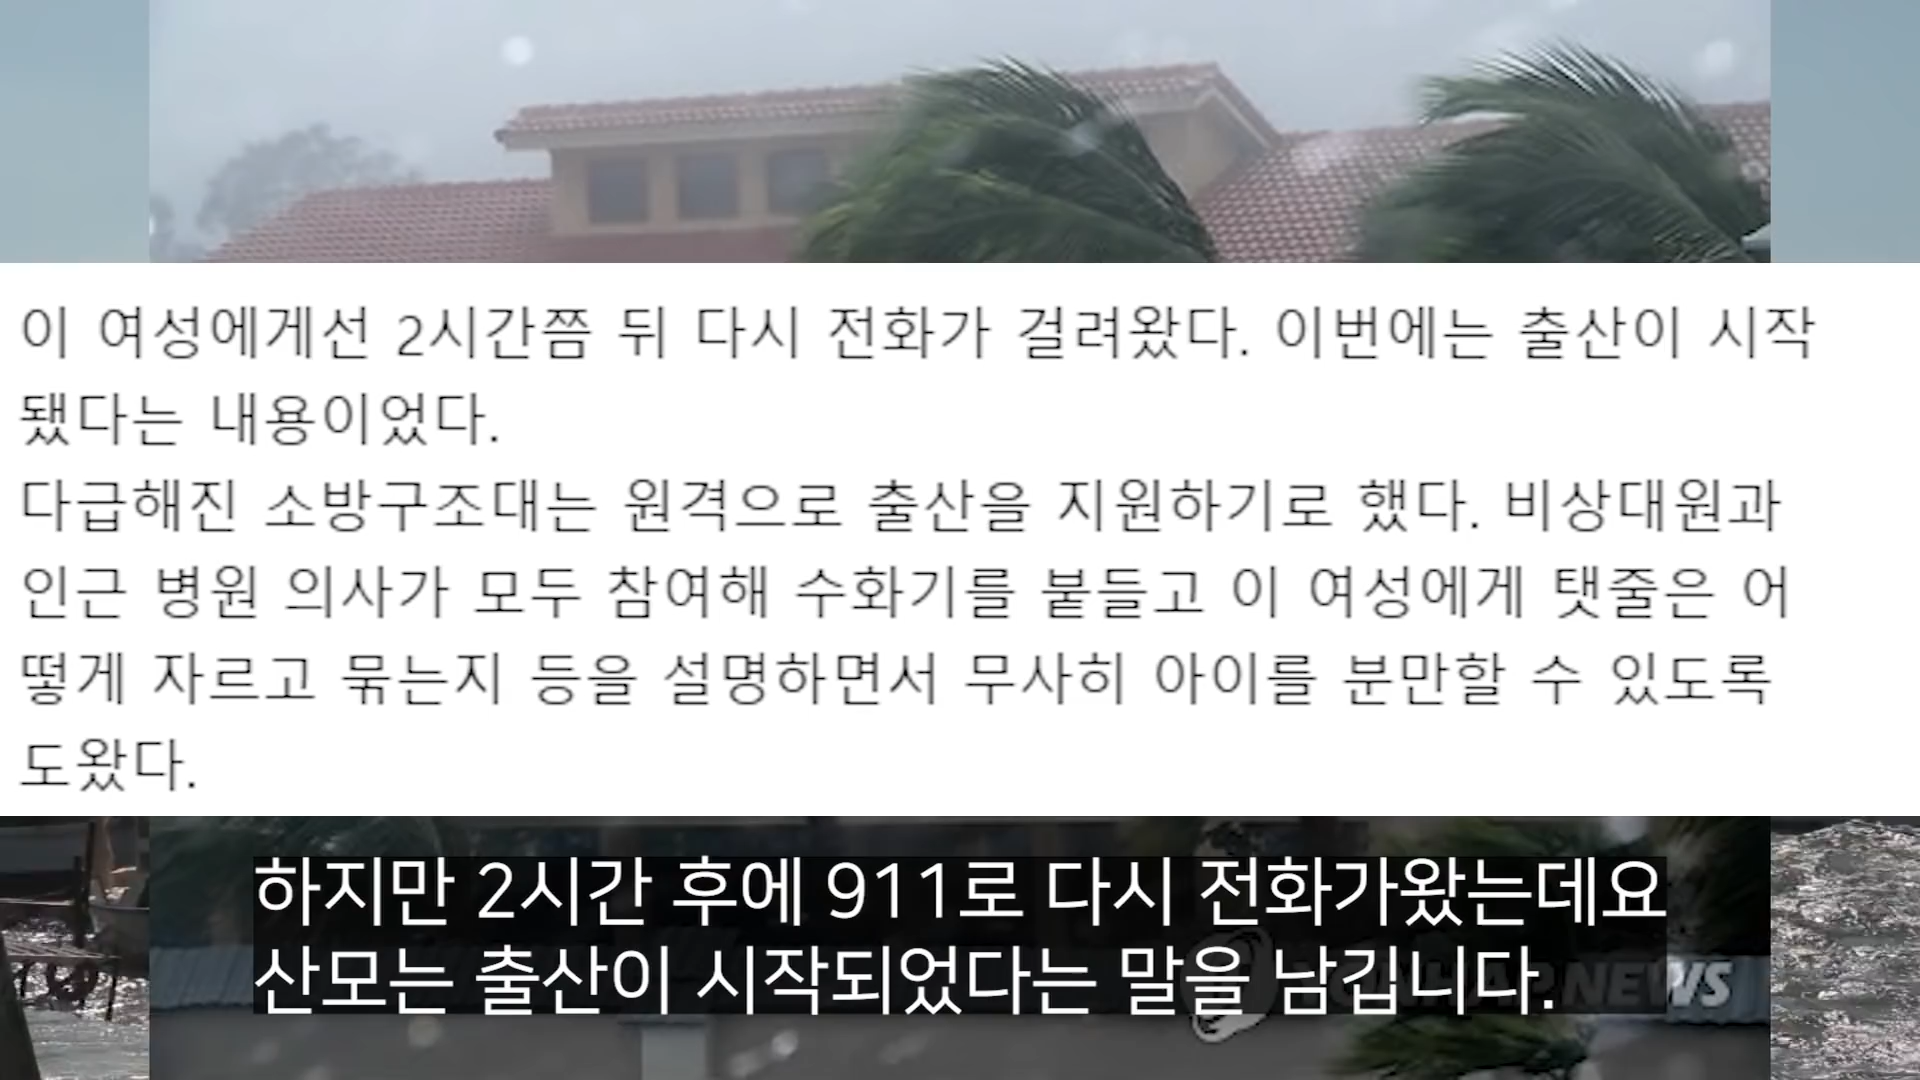 이 여성에게선 2시간쯤 뒤 다시 전화가 걸려왔다. 이번에는 출산이 시작
됐다는 내용이었다.
다급해진 소방구조대는 원격으로 출산을 지원하기로 했다. 비상대원과
인근 병원 의사가 모두 참여해 수화기를 붙들고 이 여성에게 탯줄은 어
떻게 자르고 묶는지 등을 설명하면서 무사히 아이를 분만할 수 있도록
도왔다.
하지만 2시간 후에 911로 다시 전화가왔는데요
산모는 출산이 시작되었다는 말을 남깁니다.
NEWS